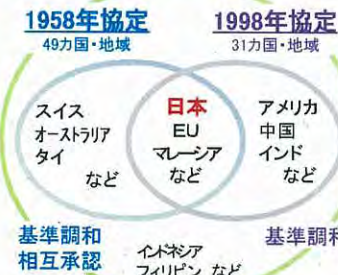 1958年協定
49カ国・地域
1998年協定
31カ国・地域
スイス
オーストラリア
タイ
など
日本
EU
マレーシア
など
アメリカ
中国
インド
など
基準調和
相互承認
インドネシア
フィリピン など
基準調和